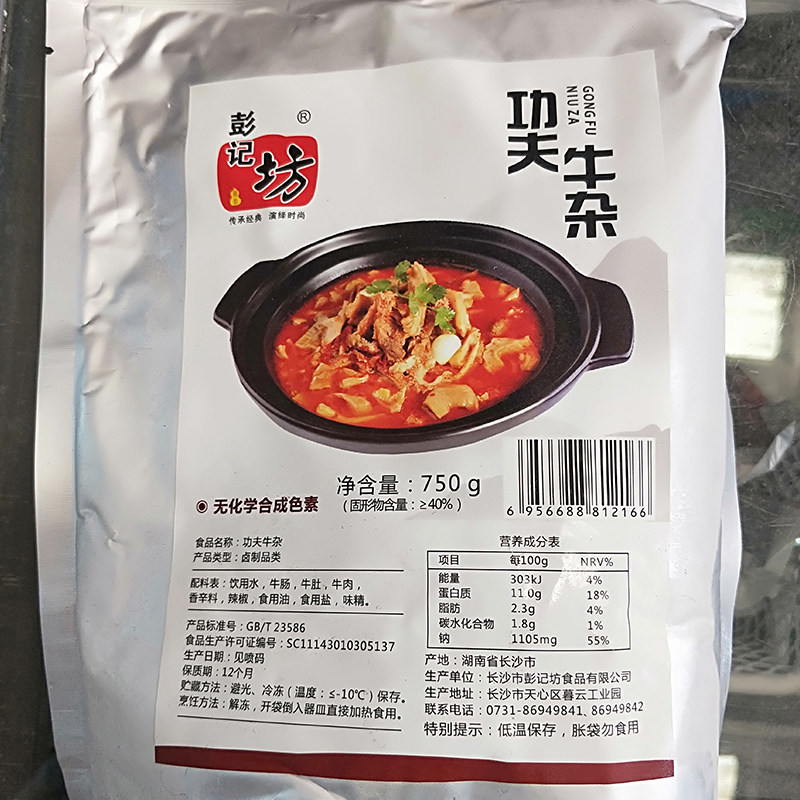 彭记坊
®
传承经典 演绎时尚
功夫牛杂
GONGFU
NIUZA
净含量：750g
（固形物含量：≥40%）
无化学合成色素
6 956688 812166
食品名称：功夫牛杂
产品类型：卤制品类
配料表：饮用水，牛肠，牛肚，牛肉，
香辛料，辣椒，食用油，食用盐，味精。
产品标准号：GB/T 23586
食品生产许可证编号：SC11143010305137
生产日期：见喷码
保质期：12个月
贮藏方法：避光、冷冻（温度：≤-10℃）保存。
烹饪方法：解冻，开袋倒入器皿直接加热食用。
营养成分表
项目 每100g NRV%
能量 303kJ 4%
蛋白质 11.0g 18%
脂肪 2.3g 4%
碳水化合物 1.8g 1%
钠 1105mg 55%
产地：湖南省长沙市
生产单位：长沙市彭记坊食品有限公司
生产地址：长沙市天心区暮云工业园
联系电话：0731-86949841、86949842
特别提示：低温保存，胀袋勿食用